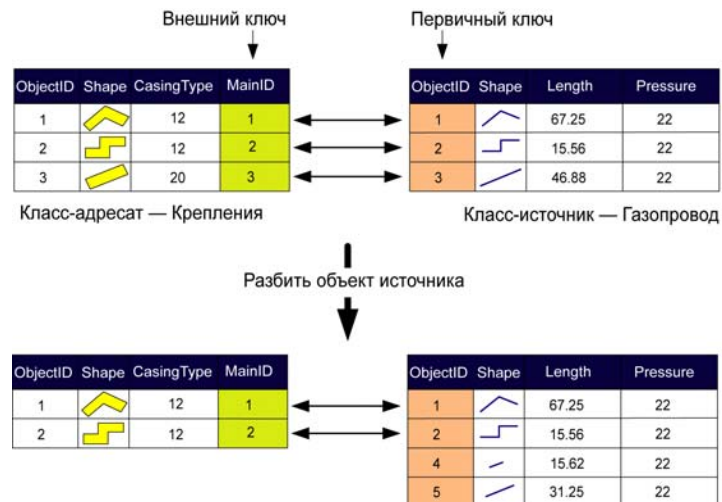 Внешний ключ Первичный ключ
ObjectID Shape CasingType MainID ObjectID Shape Length Pressure
1 12 1 1 67.25 22
2 12 2 2 15.56 22
3 20 3 3 46.88 22
Класс-адресат — Крепления Класс-источник — Газопровод
Разбить объект источника
ObjectID Shape CasingType MainID ObjectID Shape Length Pressure
1 12 1 1 67.25 22
2 12 2 2 15.56 22
4 15.62 22
5 31.25 22